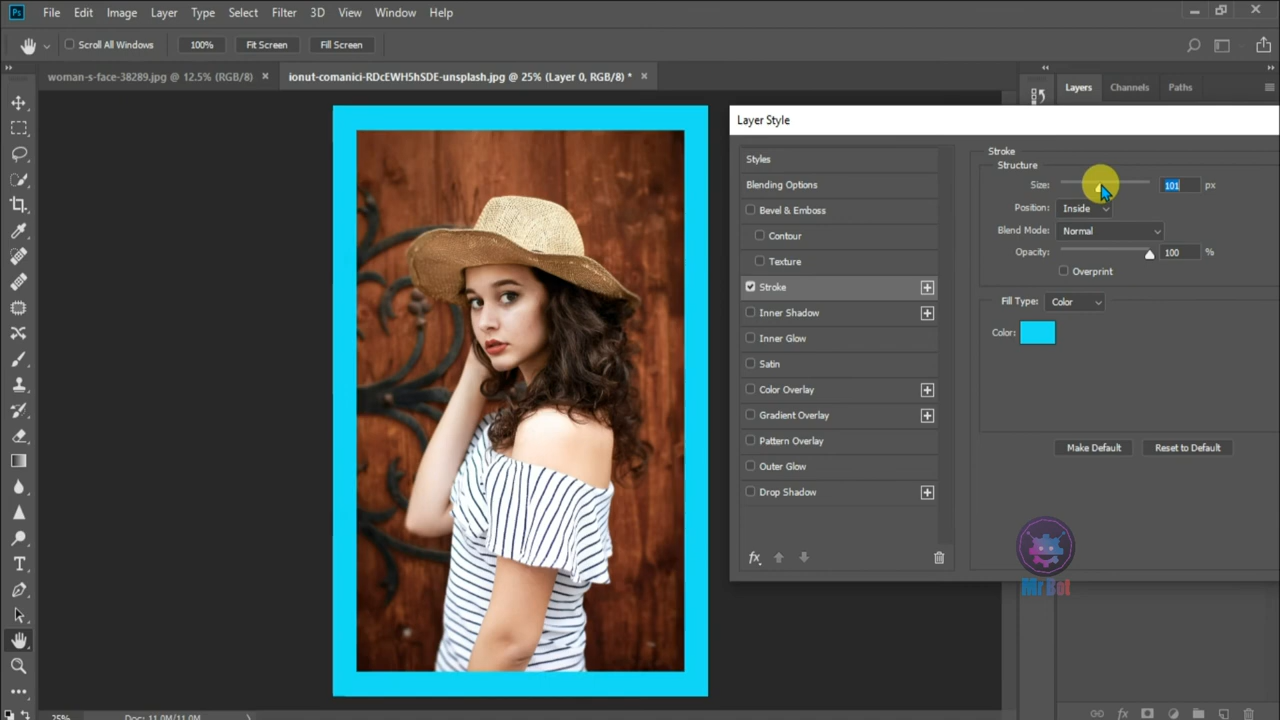 Ps File Edit Image Layer Type Select Filter 3D View Window Help
Scroll All Windows 100% Fit Screen Fill Screen
woman-s-face-38289.jpg @ 12.5% (RGB/8) × ionut-comanici-RDcEWH5hSDE-unsplash.jpg @ 25% (Layer 0, RGB/8) * ×
Layers Channels Paths
Layer Style
Styles
Blending Options
Bevel & Emboss
Contour
Texture
Stroke
Inner Shadow
Inner Glow
Satin
Color Overlay
Gradient Overlay
Pattern Overlay
Outer Glow
Drop Shadow
fx
Stroke
Structure
Size: 101 px
Position: Inside
Blend Mode: Normal
Opacity: 100 %
Overprint
Fill Type: Color
Color:
Make Default Reset to Default
Mr Bot
25% Doc: 11.0M/11.0M
fx